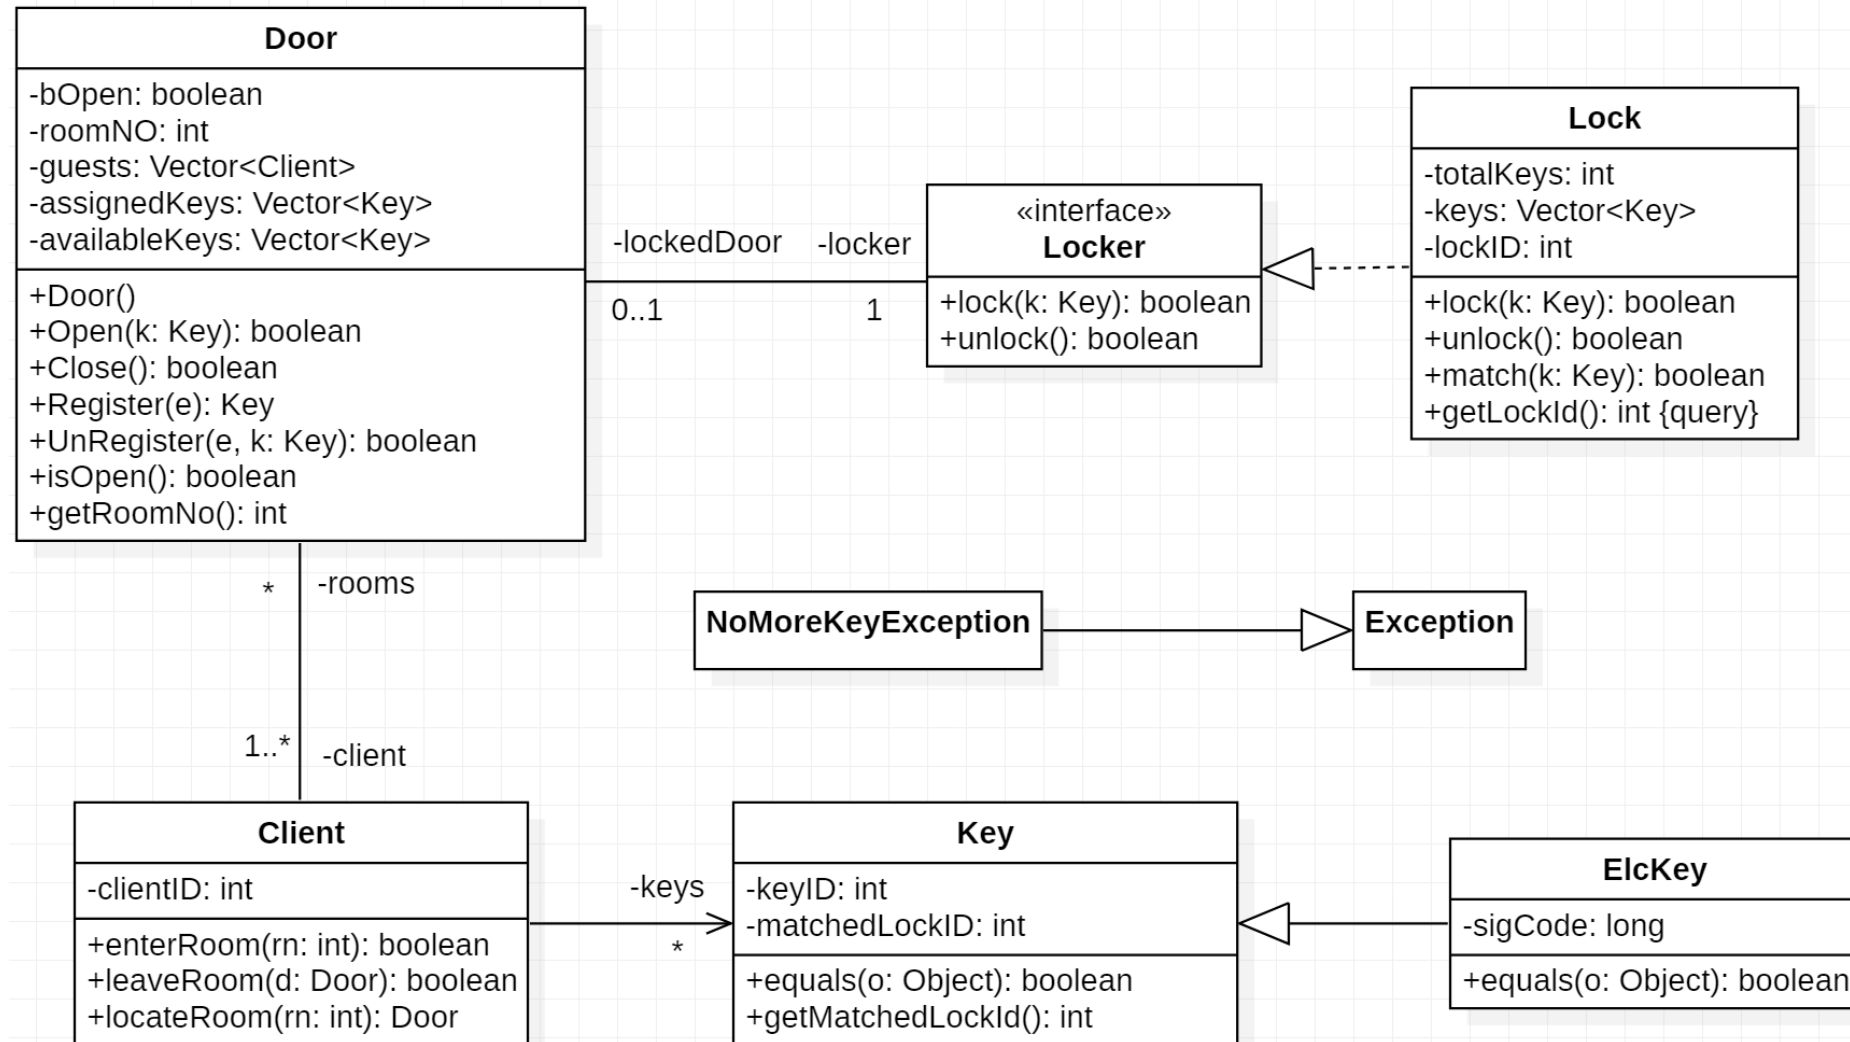 Door
-bOpen: boolean
-roomNO: int
-guests: Vector<Client>
-assignedKeys: Vector<Key>
-availableKeys: Vector<Key>
+Door()
+Open(k: Key): boolean
+Close(): boolean
+Register(e): Key
+UnRegister(e, k: Key): boolean
+isOpen(): boolean
+getRoomNo(): int
-lockedDoor
-locker
0..1
1
«interface»
Locker
+lock(k: Key): boolean
+unlock(): boolean
Lock
-totalKeys: int
-keys: Vector<Key>
-lockID: int
+lock(k: Key): boolean
+unlock(): boolean
+match(k: Key): boolean
+getLockId(): int {query}
*
-rooms
1..*
-client
NoMoreKeyException
Exception
Client
-clientID: int
+enterRoom(rn: int): boolean
+leaveRoom(d: Door): boolean
+locateRoom(rn: int): Door
-keys
*
Key
-keyID: int
-matchedLockID: int
+equals(o: Object): boolean
+getMatchedLockId(): int
ElcKey
-sigCode: long
+equals(o: Object): boolean